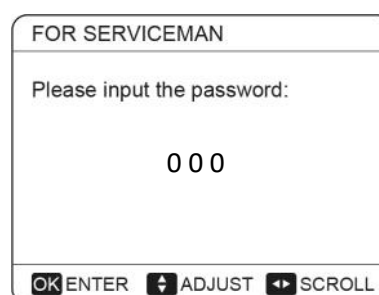 FOR SERVICEMAN
Please input the password:
0 0 0
OK ENTER ADJUST SCROLL